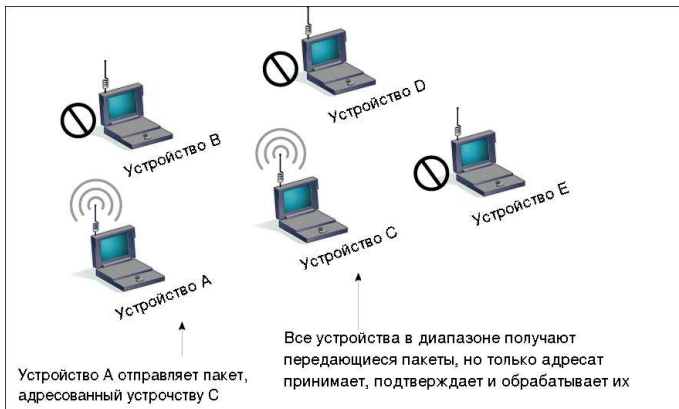 Устройство D
Устройство B
Устройство E
Устройство C
Устройство A
Все устройства в диапазоне получают
передающиеся пакеты, но только адресат
принимает, подтверждает и обрабатывает их
Устройство А отправляет пакет,
адресованный устрочству С